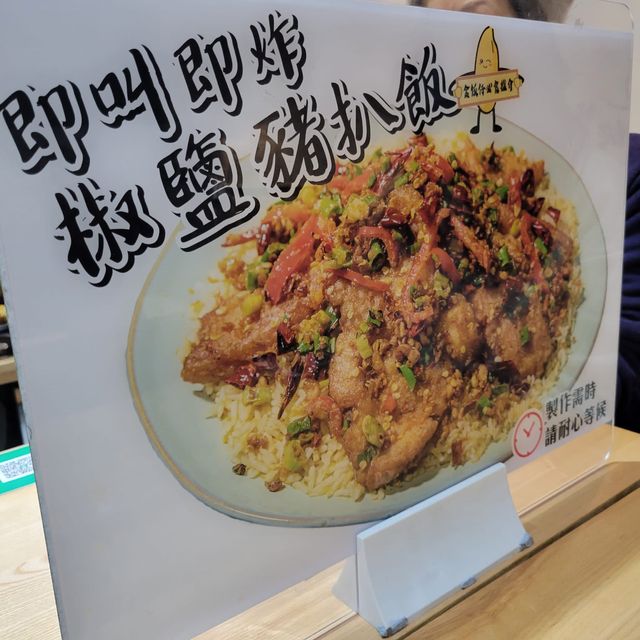 即叫即炸
椒鹽豬扒飯
製作需時
請耐心等候